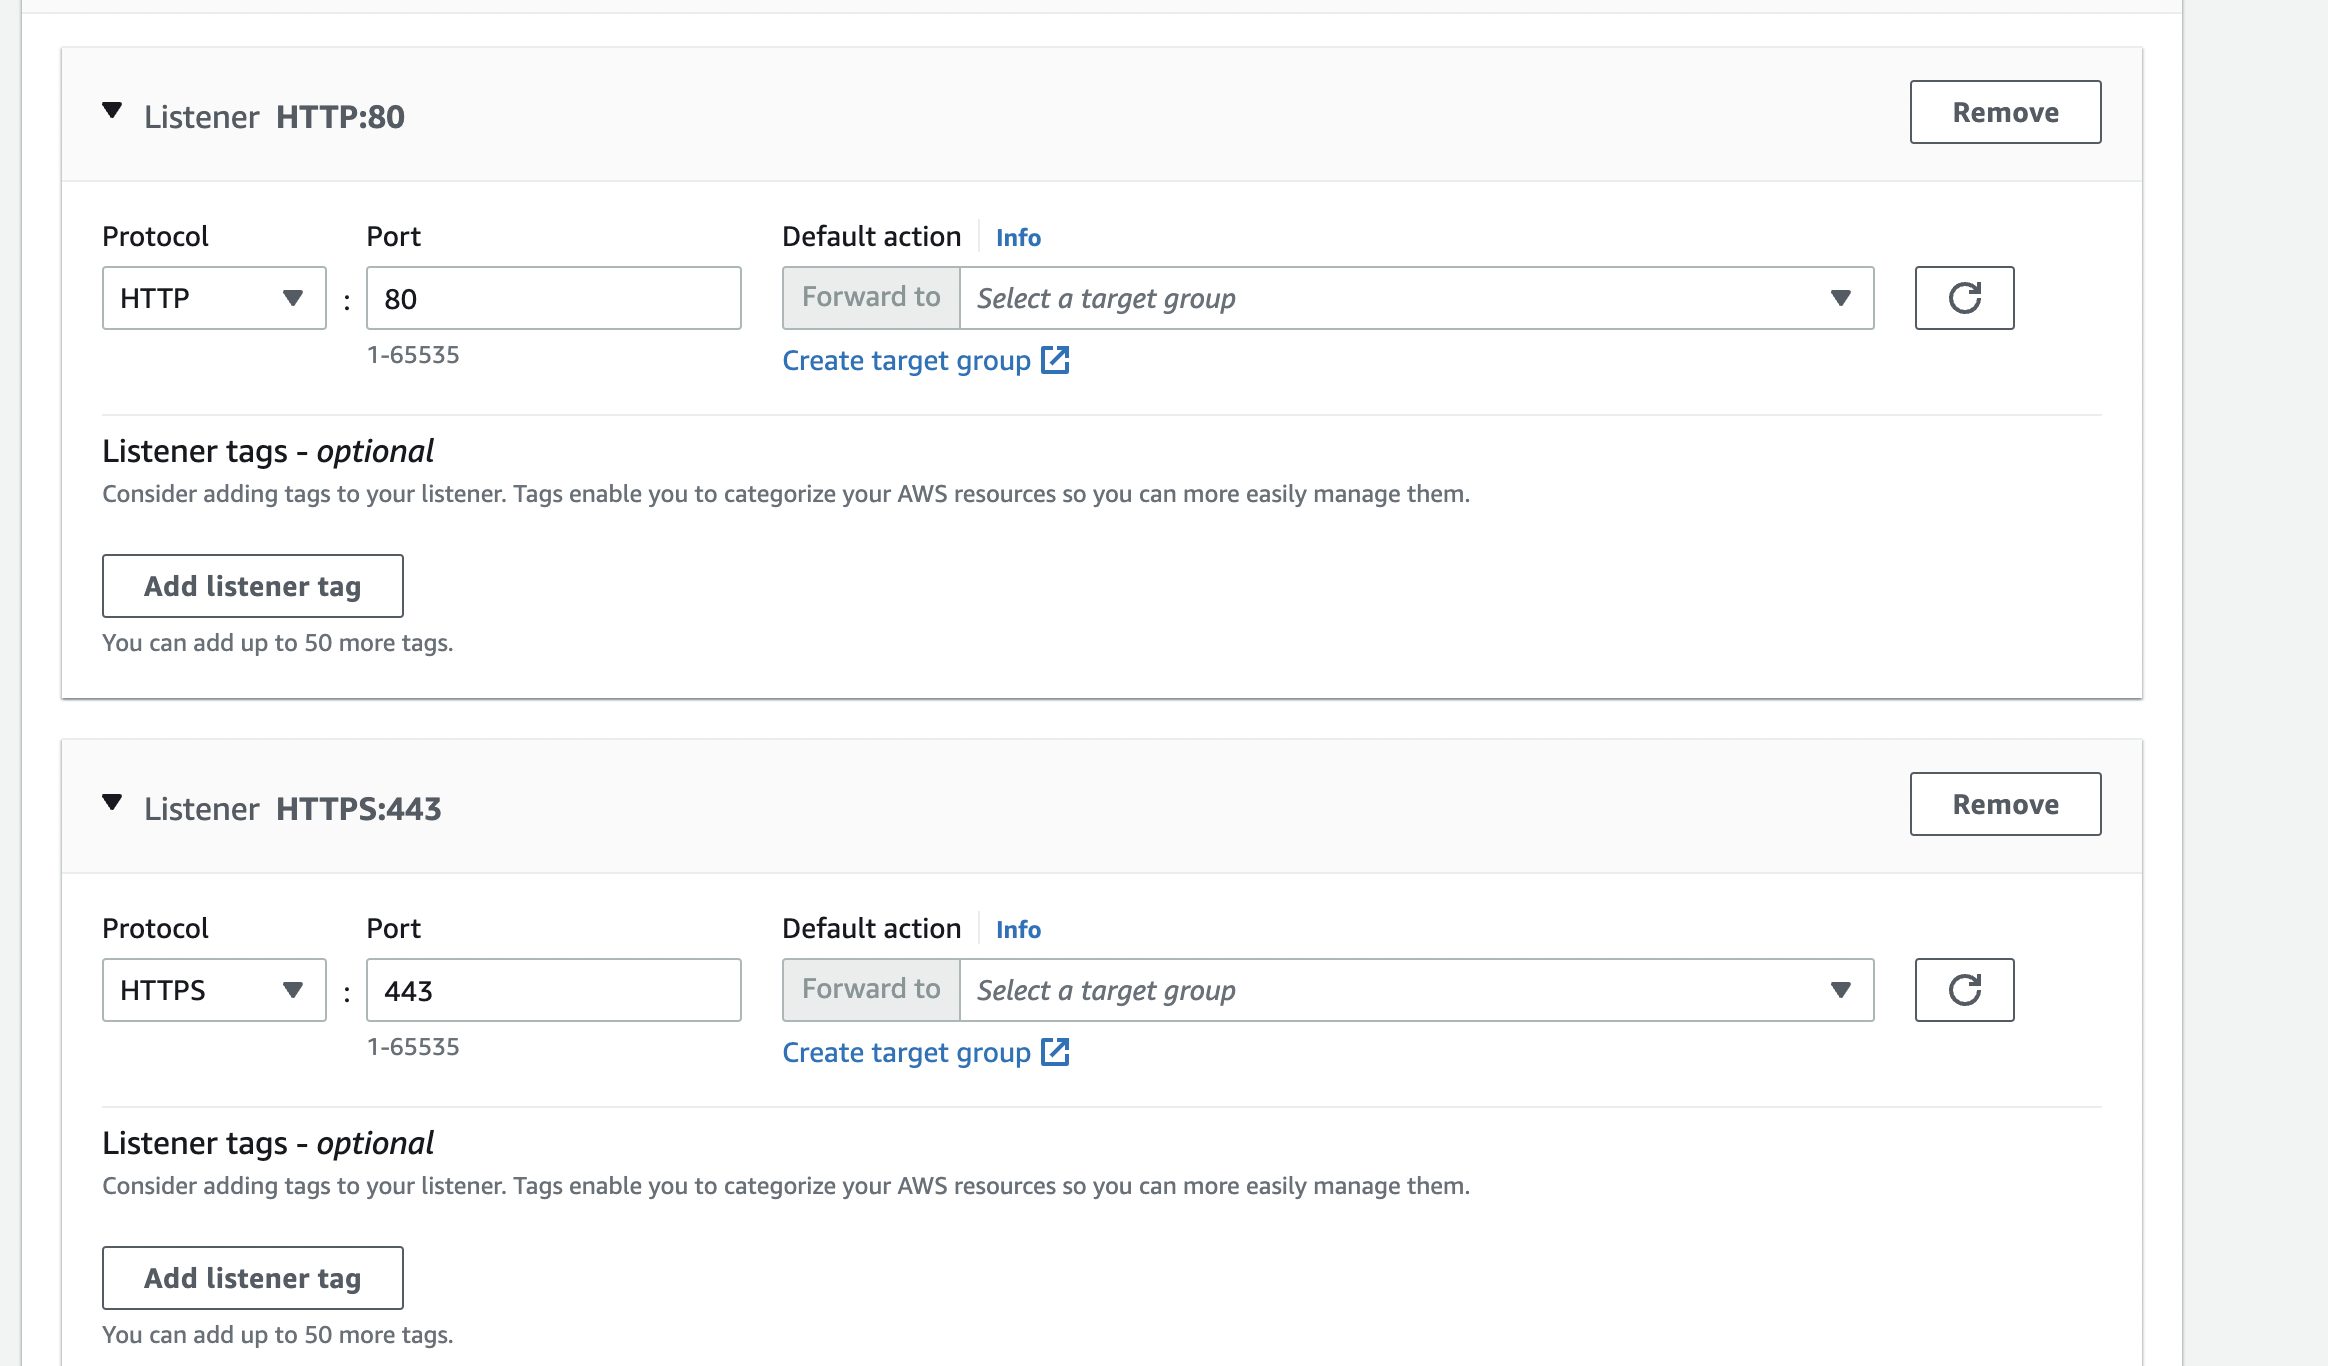 Listener HTTP:80
Remove
Protocol
Port
Default action
Info
HTTP
:
80
Forward to
Select a target group
1-65535
Create target group
Listener tags - optional
Consider adding tags to your listener. Tags enable you to categorize your AWS resources so you can more easily manage them.
Add listener tag
You can add up to 50 more tags.
Listener HTTPS:443
Remove
Protocol
Port
Default action
Info
HTTPS
:
443
Forward to
Select a target group
1-65535
Create target group
Listener tags - optional
Consider adding tags to your listener. Tags enable you to categorize your AWS resources so you can more easily manage them.
Add listener tag
You can add up to 50 more tags.